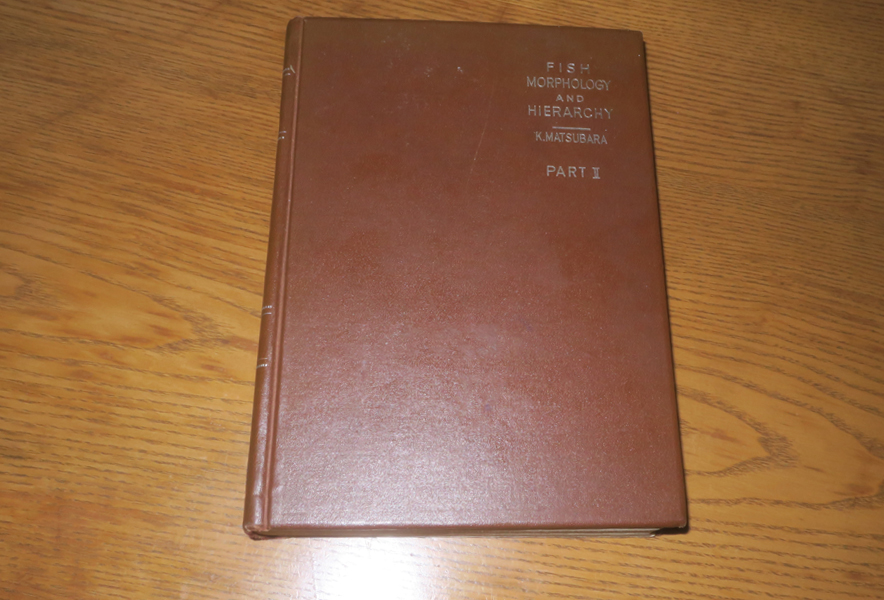 FISH
MORPHOLOGY
AND
HIERARCHY
K.MATSUBARA
PART II